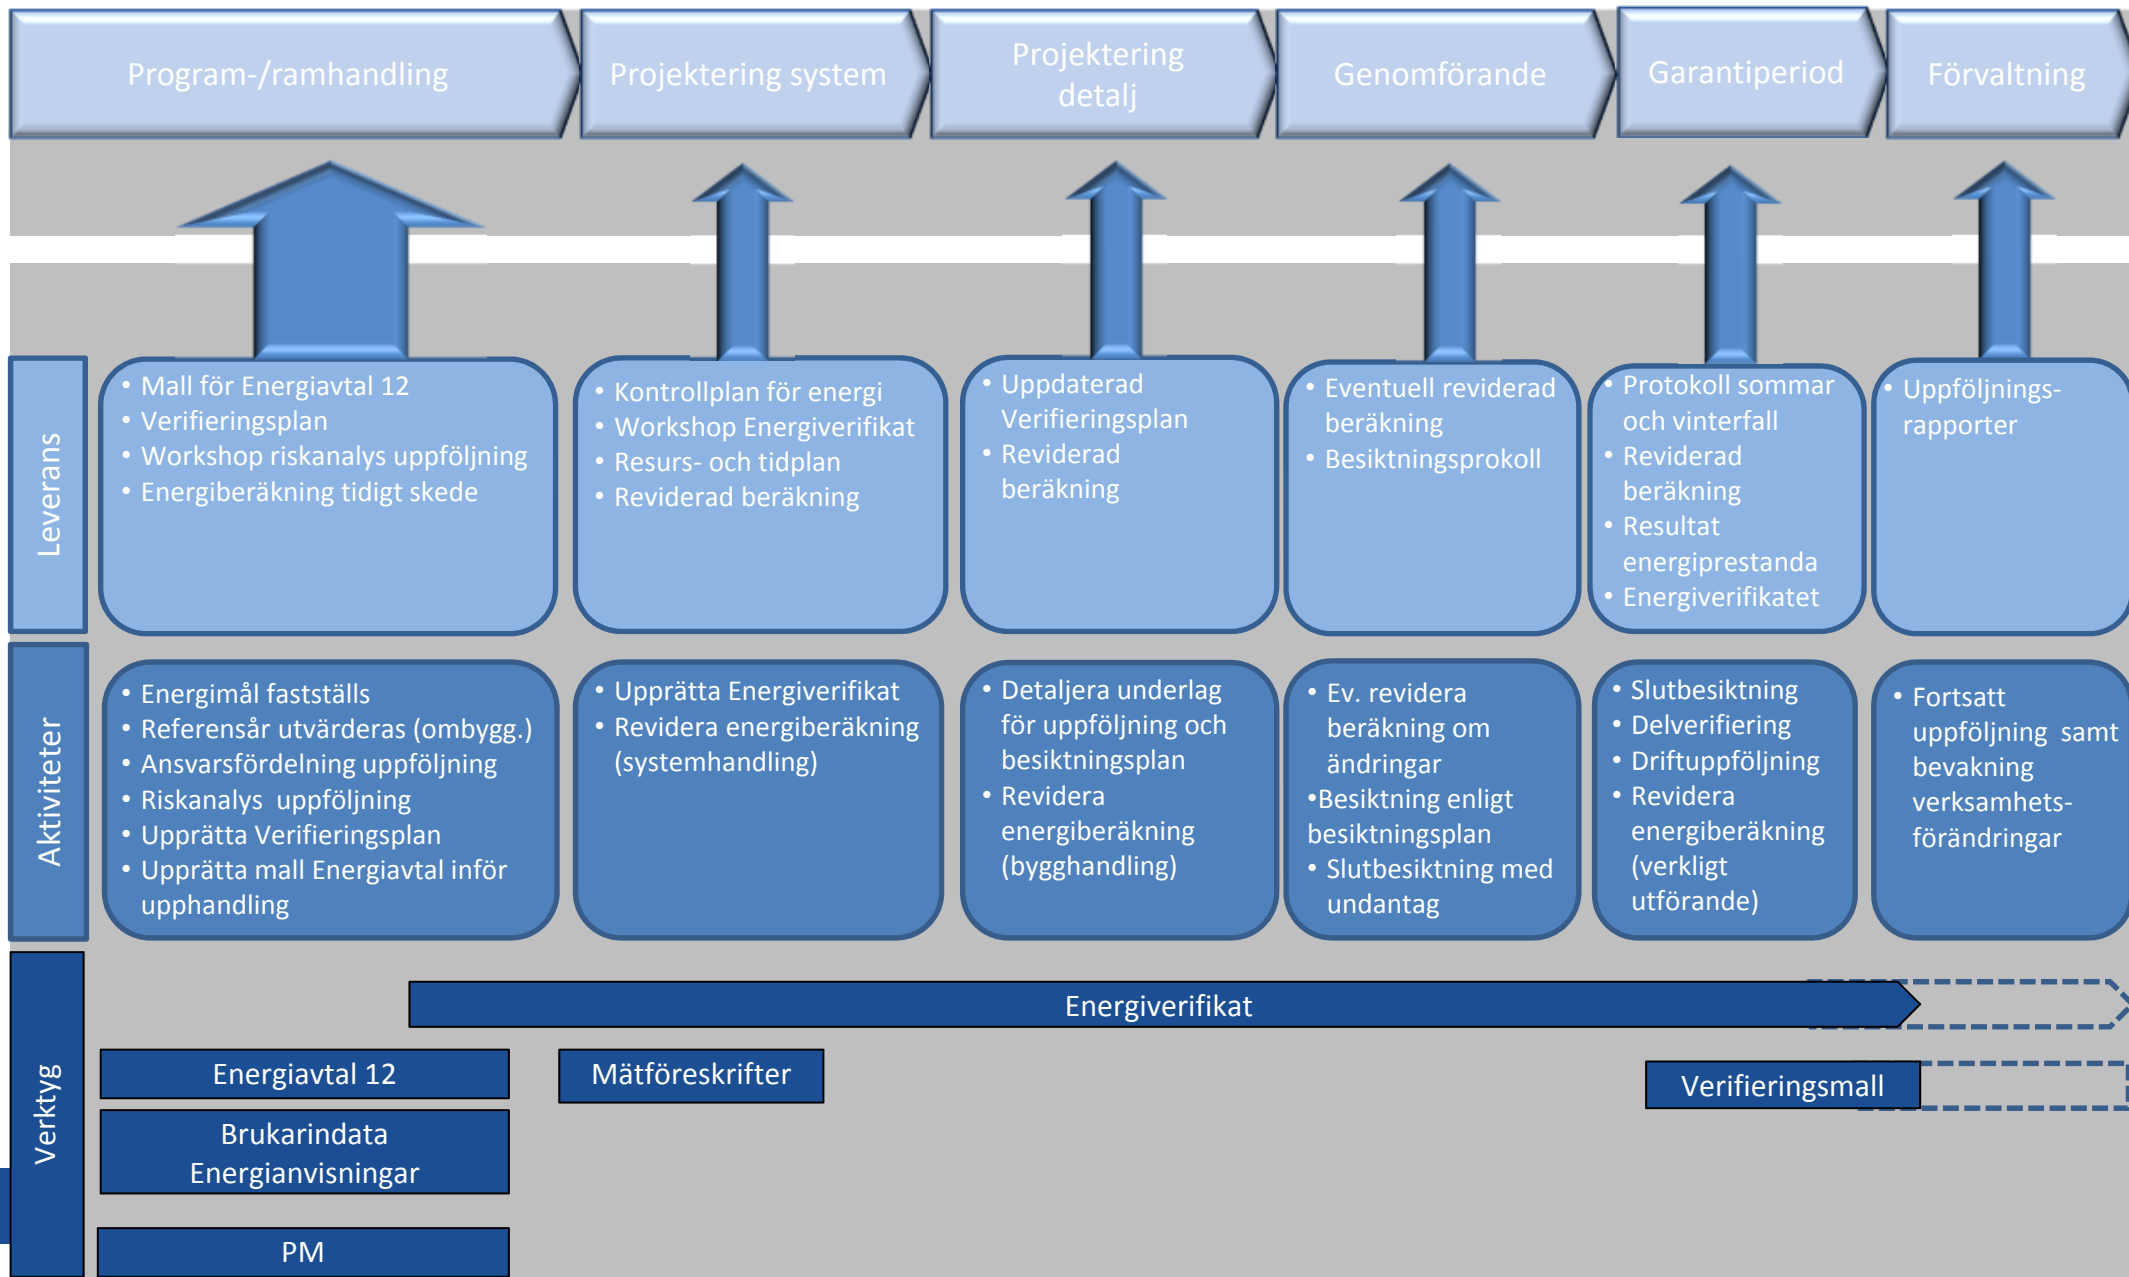 Program-/ramhandling
Projektering system
Projektering
detalj
Genomförande
Garantiperiod
Förvaltning
Leverans
• Mall för Energiavtal 12
• Verifieringsplan
• Workshop riskanalys uppföljning
• Energiberäkning tidigt skede
• Kontrollplan för energi
• Workshop Energiverifikat
• Resurs- och tidplan
• Reviderad beräkning
• Uppdaterad
Verifieringsplan
• Reviderad
beräkning
• Eventuell reviderad
beräkning
• Besiktningsprokoll
• Protokoll sommar
och vinterfall
• Reviderad
beräkning
• Resultat
energiprestanda
• Energiverifikatet
• Uppföljnings-
rapporter
Aktiviteter
• Energimål fastställs
• Referensår utvärderas (ombygg.)
• Ansvarsfördelning uppföljning
• Riskanalys uppföljning
• Upprätta Verifieringsplan
• Upprätta mall Energiavtal inför
upphandling
• Upprätta Energiverifikat
• Revidera energiberäkning
(systemhandling)
• Detaljera underlag
för uppföljning och
besiktningsplan
• Revidera
energiberäkning
(bygghandling)
• Ev. revidera
beräkning om
ändringar
•Besiktning enligt
besiktningsplan
• Slutbesiktning med
undantag
• Slutbesiktning
• Delverifiering
• Driftuppföljning
• Revidera
energiberäkning
(verkligt
utförande)
• Fortsatt
uppföljning samt
bevakning
verksamhets-
förändringar
Verktyg
Energiverifikat
Energiavtal 12
Mätföreskrifter
Verifieringsmall
Brukarindata
Energianvisningar
PM